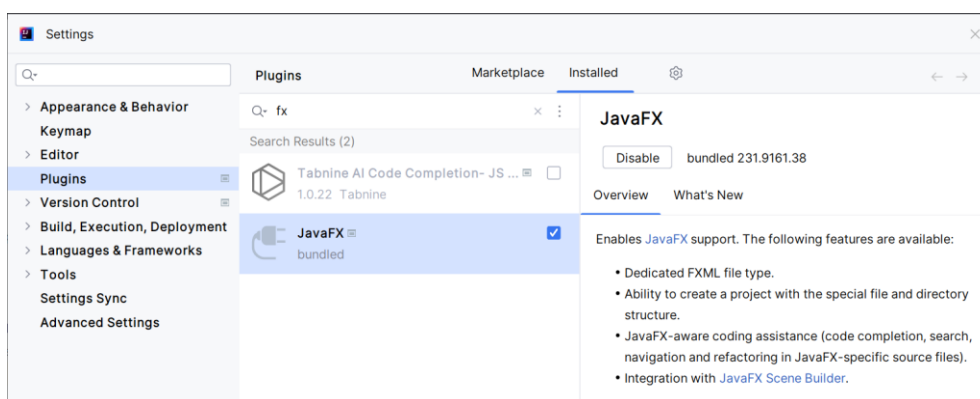 Settings
Appearance & Behavior
Keymap
Editor
Plugins
Version Control
Build, Execution, Deployment
Languages & Frameworks
Tools
Settings Sync
Advanced Settings
Plugins
Marketplace
Installed
fx
Search Results (2)
Tabnine AI Code Completion- JS ...
1.0.22 Tabnine
JavaFX
bundled
JavaFX
Disable
bundled 231.9161.38
Overview
What's New
Enables JavaFX support. The following features are available:
• Dedicated FXML file type.
• Ability to create a project with the special file and directory
structure.
• JavaFX-aware coding assistance (code completion, search,
navigation and refactoring in JavaFX-specific source files).
• Integration with JavaFX Scene Builder.